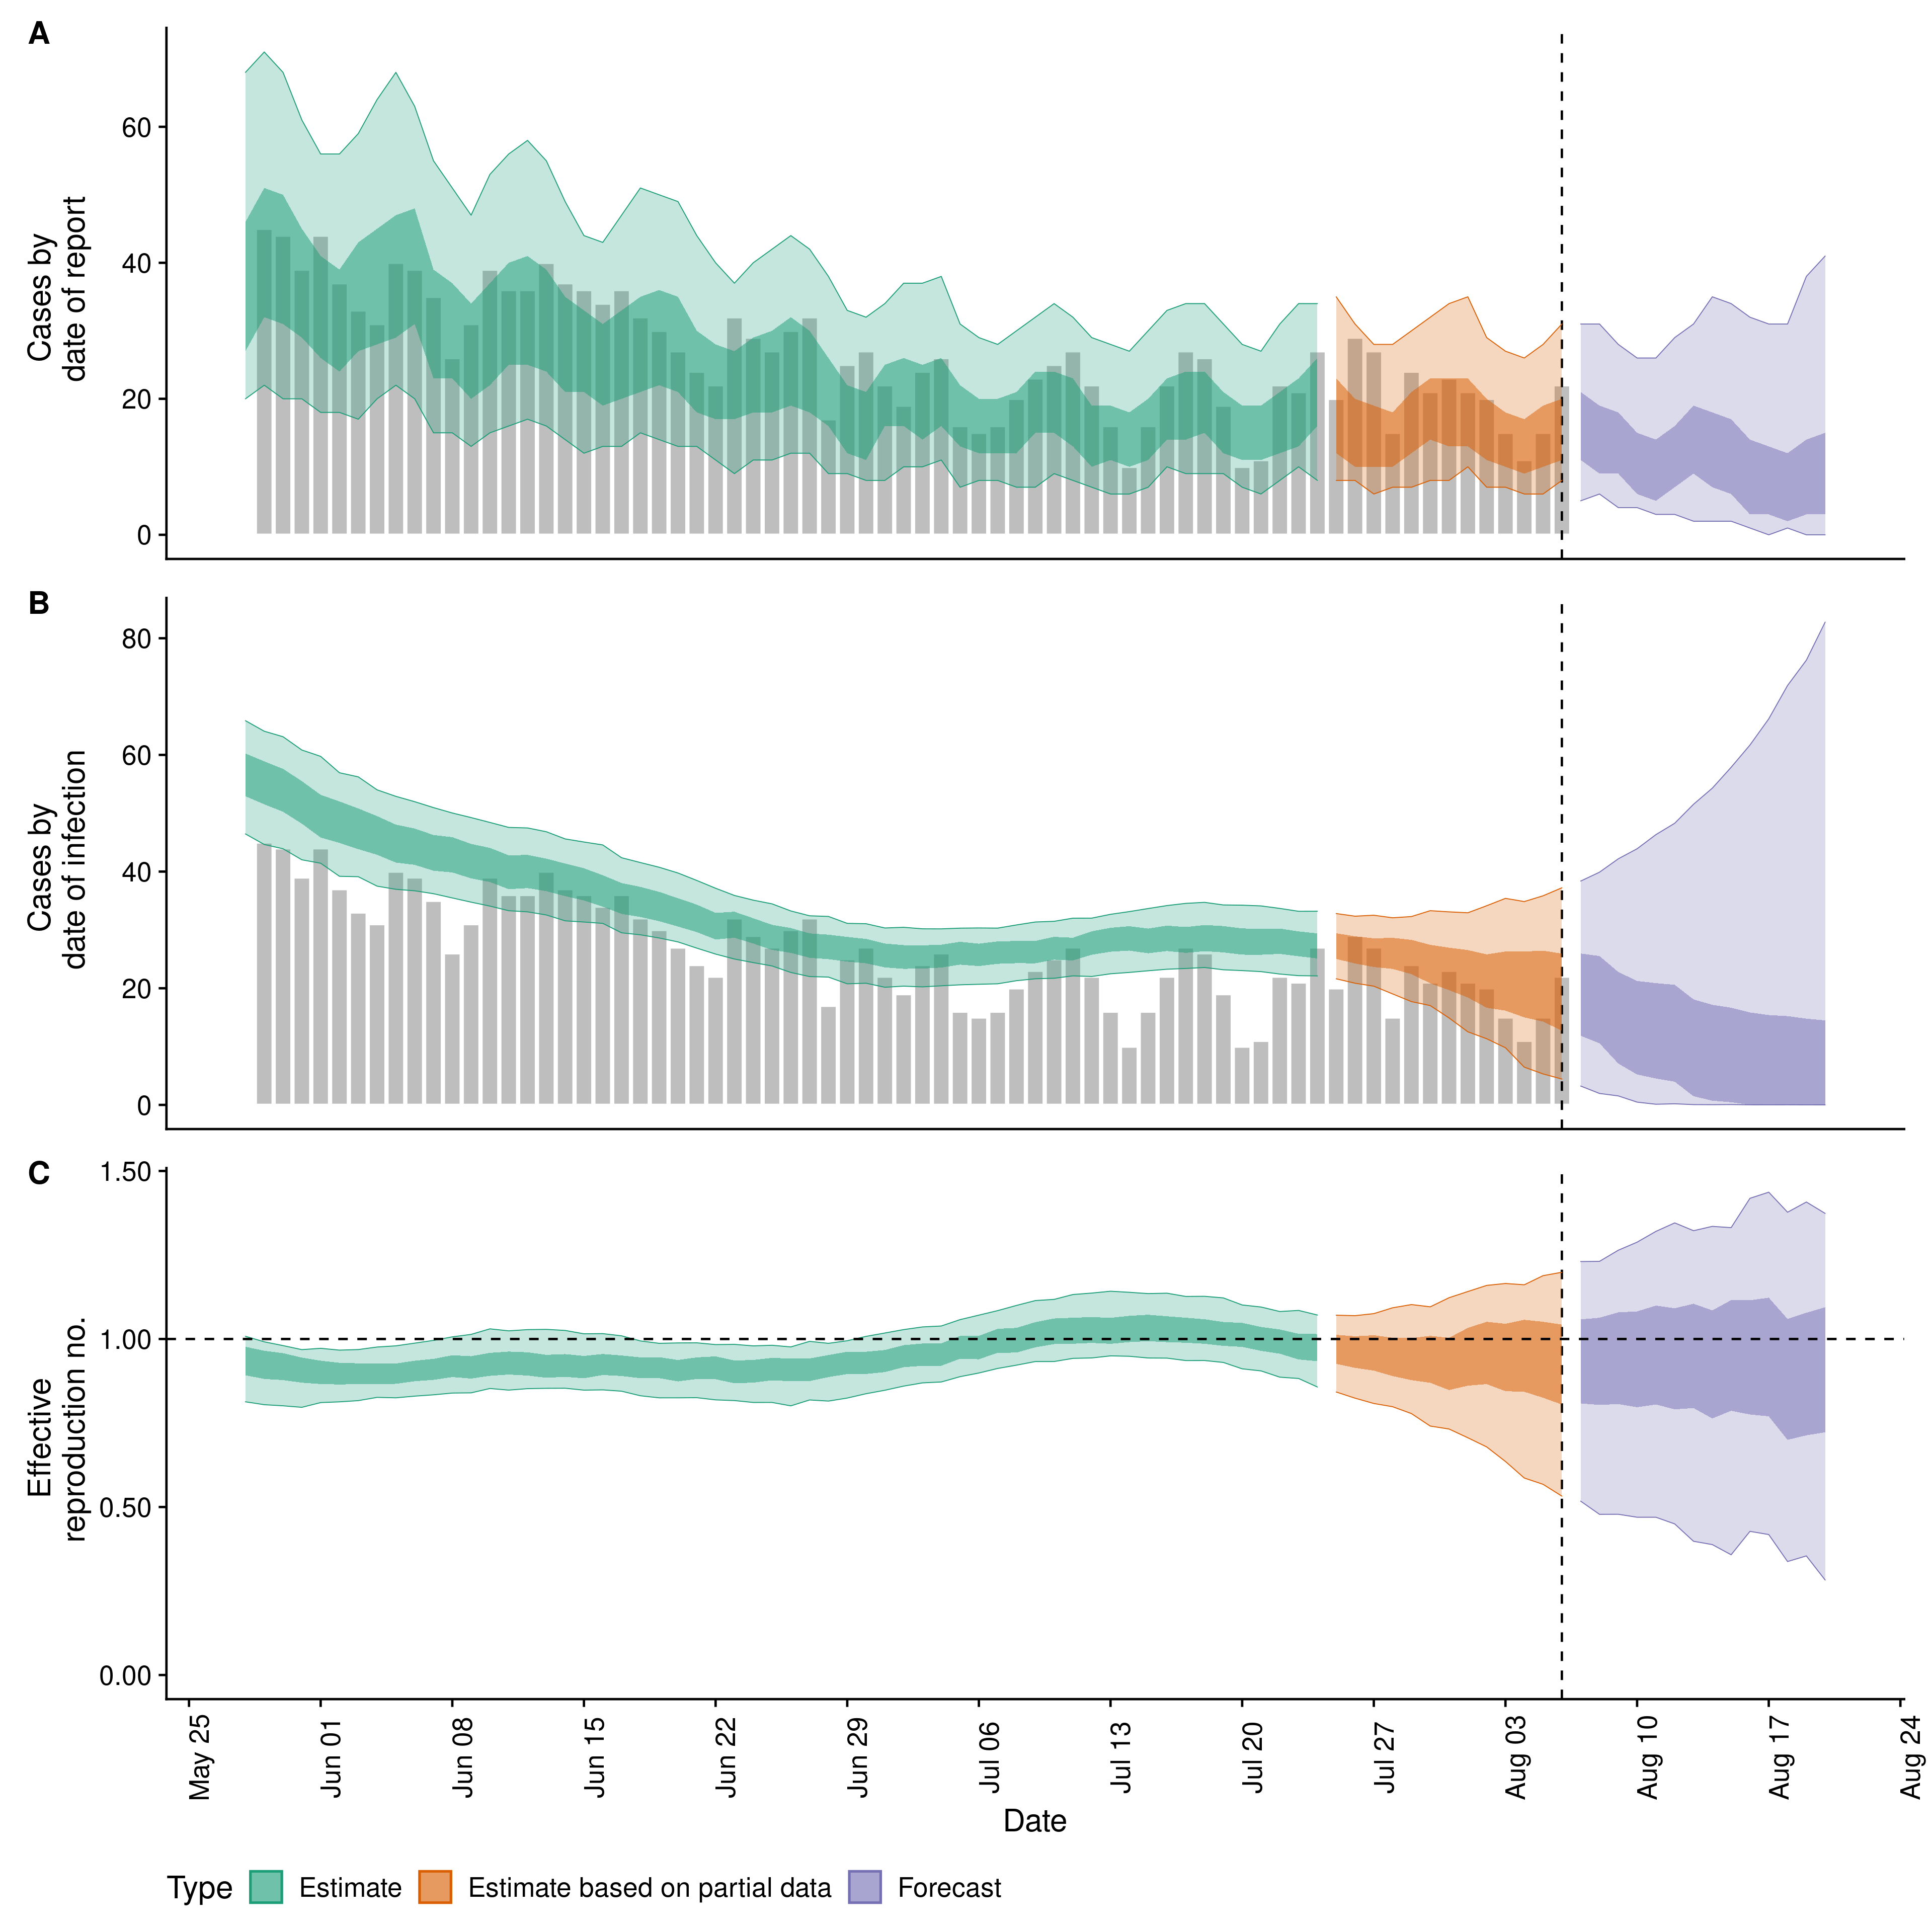 A
Cases by
date of report
60
40
20
0
B
Cases by
date of infection
80
60
40
20
0
C
Effective
reproduction no.
1.50
1.00
0.50
0.00
May 25
Jun 01
Jun 08
Jun 15
Jun 22
Jun 29
Jul 06
Jul 13
Jul 20
Jul 27
Aug 03
Aug 10
Aug 17
Aug 24
Date
Type
Estimate
Estimate based on partial data
Forecast